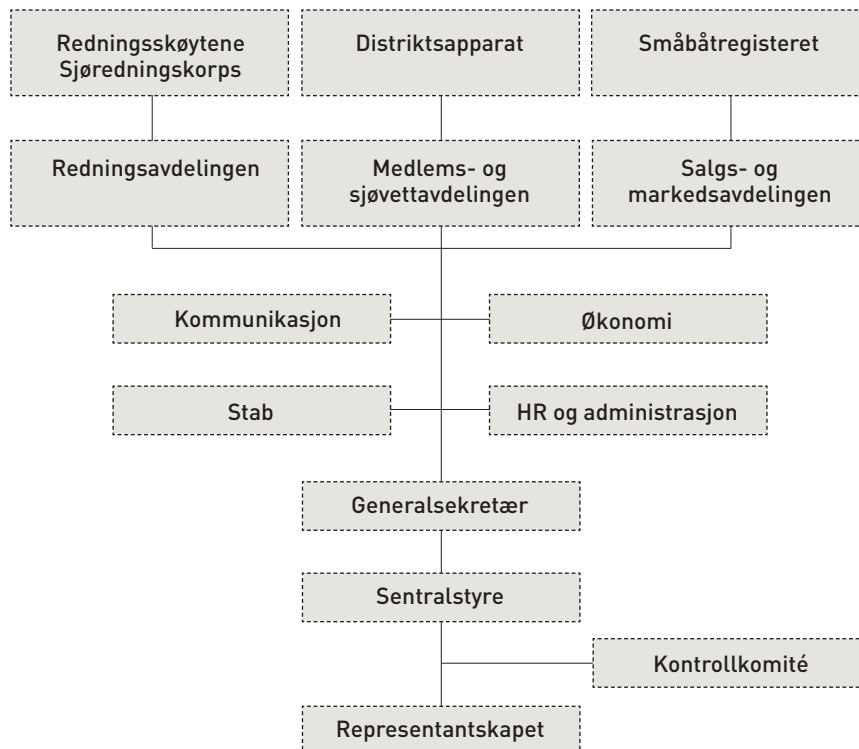 Redningsskøytene
Sjøredningskorps
Distriktsapparat
Småbåtregisteret
Redningsavdelingen
Medlems- og
sjøvettavdelingen
Salgs- og
markedsavdelingen
Kommunikasjon
Økonomi
Stab
HR og administrasjon
Generalsekretær
Sentralstyre
Kontrollkomité
Representantskapet